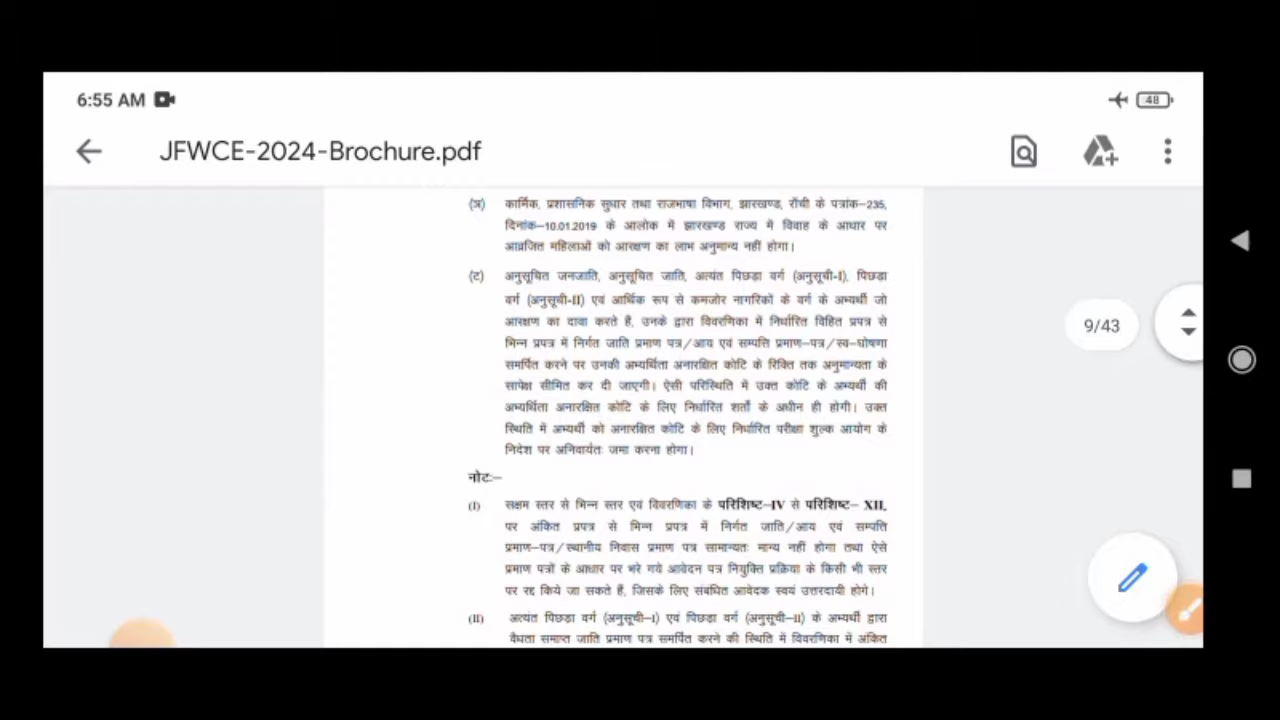 6:55 AM
48
JFWCE-2024-Brochure.pdf
(ञ) कार्मिक, प्रशासनिक सुधार तथा राजभाषा विभाग, झारखण्ड, राँची के पत्रांक–235,
दिनांक–10.01.2019 के आलोक में झारखण्ड राज्य में विवाह के आधार पर
आव्रजित महिलाओं को आरक्षण का लाभ अनुमान्य नहीं होगा।
(ट) अनुसूचित जनजाति, अनुसूचित जाति, अत्यंत पिछडा वर्ग (अनुसूची-I), पिछडा
वर्ग (अनुसूची-II) एवं आर्थिक रूप से कमजोर नागरिकों के वर्ग के अभ्यर्थी जो
आरक्षण का दावा करते हैं, उनके द्वारा विवरणिका में निर्धारित विहित प्रपत्र से
भिन्न प्रपत्र में निर्गत जाति प्रमाण पत्र/आय एवं सम्पत्ति प्रमाण–पत्र/स्व–घोषणा
समर्पित करने पर उनकी अभ्यर्थिता अनारक्षित कोटि के रिक्ति तक अनुमान्यता के
सापेक्ष सीमित कर दी जाएगी। ऐसी परिस्थिति में उक्त कोटि के अभ्यर्थी की
अभ्यर्थिता अनारक्षित कोटि के लिए निर्धारित शर्तों के अधीन ही होगी। उक्त
स्थिति में अभ्यर्थी को अनारक्षित कोटि के लिए निर्धारित परीक्षा शुल्क आयोग के
निदेश पर अनिवार्यतः जमा करना होगा।
9/43
नोटः–
(I) सक्षम स्तर से भिन्न स्तर एवं विवरणिका के परिशिष्ट–IV से परिशिष्ट– XII,
पर अंकित प्रपत्र से भिन्न प्रपत्र में निर्गत जाति/आय एवं सम्पत्ति
प्रमाण–पत्र/स्थानीय निवास प्रमाण पत्र सामान्यतः मान्य नहीं होगा तथा ऐसे
प्रमाण पत्रों के आधार पर भरे गये आवेदन पत्र नियुक्ति प्रक्रिया के किसी भी स्तर
पर रद्द किये जा सकते हैं, जिसके लिए संबंधित आवेदक स्वयं उत्तरदायी होगे।
(II) अत्यंत पिछडा वर्ग (अनुसूची–I) एवं पिछडा वर्ग (अनुसूची–II) के अभ्यर्थी द्वारा
वैधता समाप्त जाति प्रमाण पत्र समर्पित करने की स्थिति में विवरणिका में अंकित